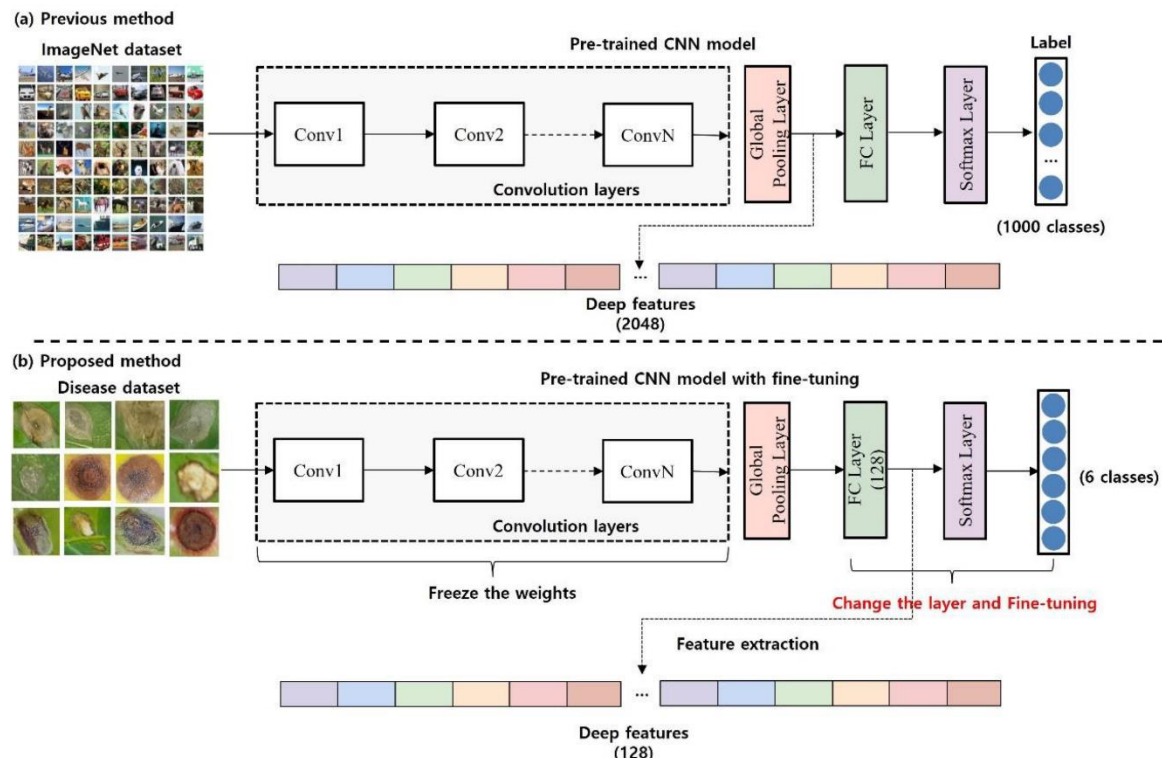 (a) Previous method
ImageNet dataset
Pre-trained CNN model
Label
Conv1
Conv2
ConvN
Convolution layers
Global
Pooling Layer
FC Layer
Softmax Layer
...
(1000 classes)
...
Deep features
(2048)
(b) Proposed method
Disease dataset
Pre-trained CNN model with fine-tuning
Conv1
Conv2
ConvN
Convolution layers
Global
Pooling Layer
FC Layer
(128)
Softmax Layer
(6 classes)
Freeze the weights
Change the layer and Fine-tuning
Feature extraction
...
Deep features
(128)